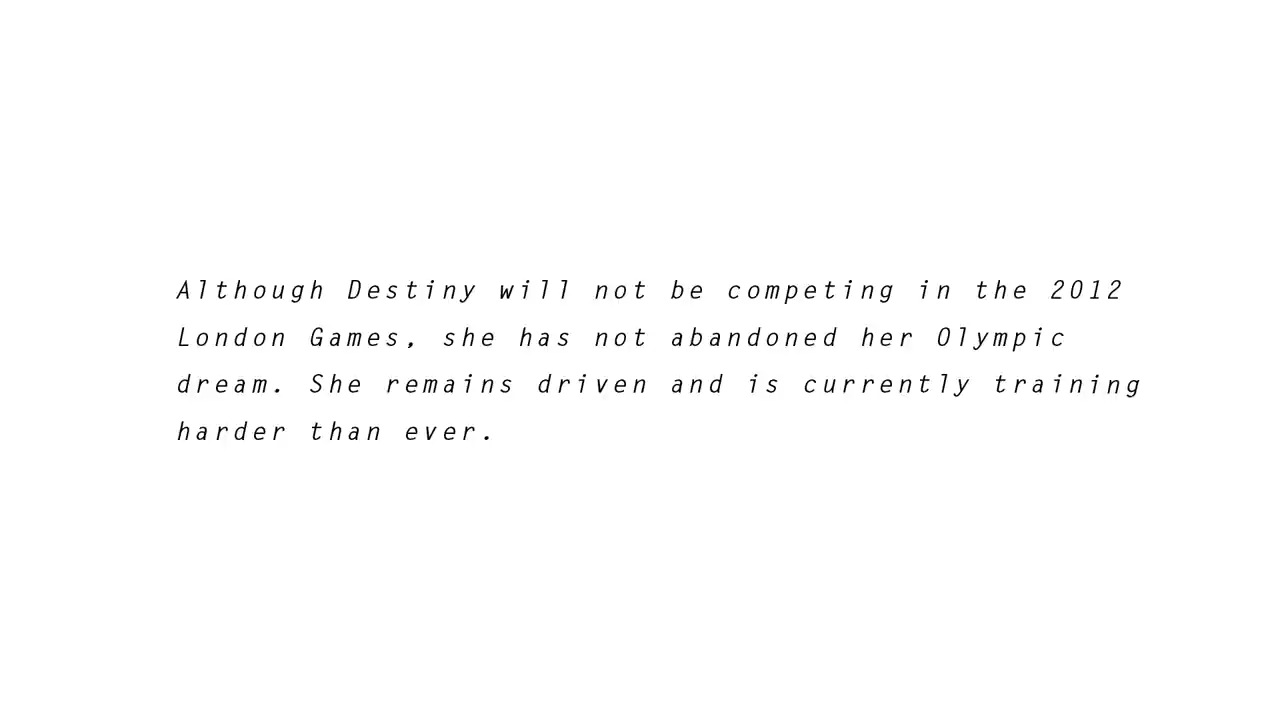 Although Destiny will not be competing in the 2012
London Games, she has not abandoned her Olympic
dream. She remains driven and is currently training
harder than ever.